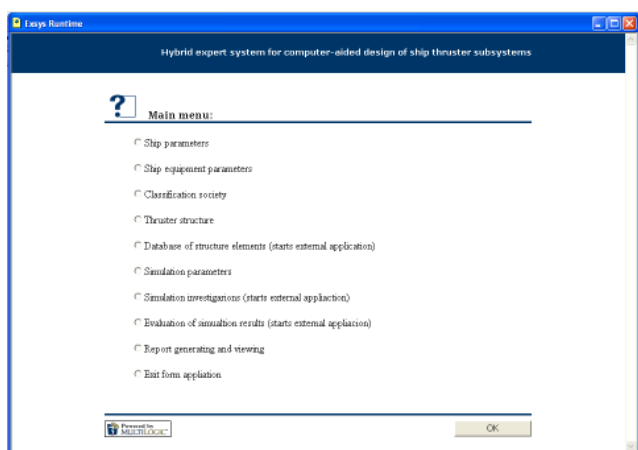 Exsys Runtime
Hybrid expert system for computer-aided design of ship thruster subsystems
?
Main menu:
Ship parameters
Ship equipment parameters
Classification society
Thruster structure
Database of structure elements (starts external application)
Simulation parameters
Simulation investigarions (starts external appliaction)
Evaluation of simualtion results (starts external appliacion)
Report generating and viewing
Exit form appliation
Powered by
MULTILOGIC
OK